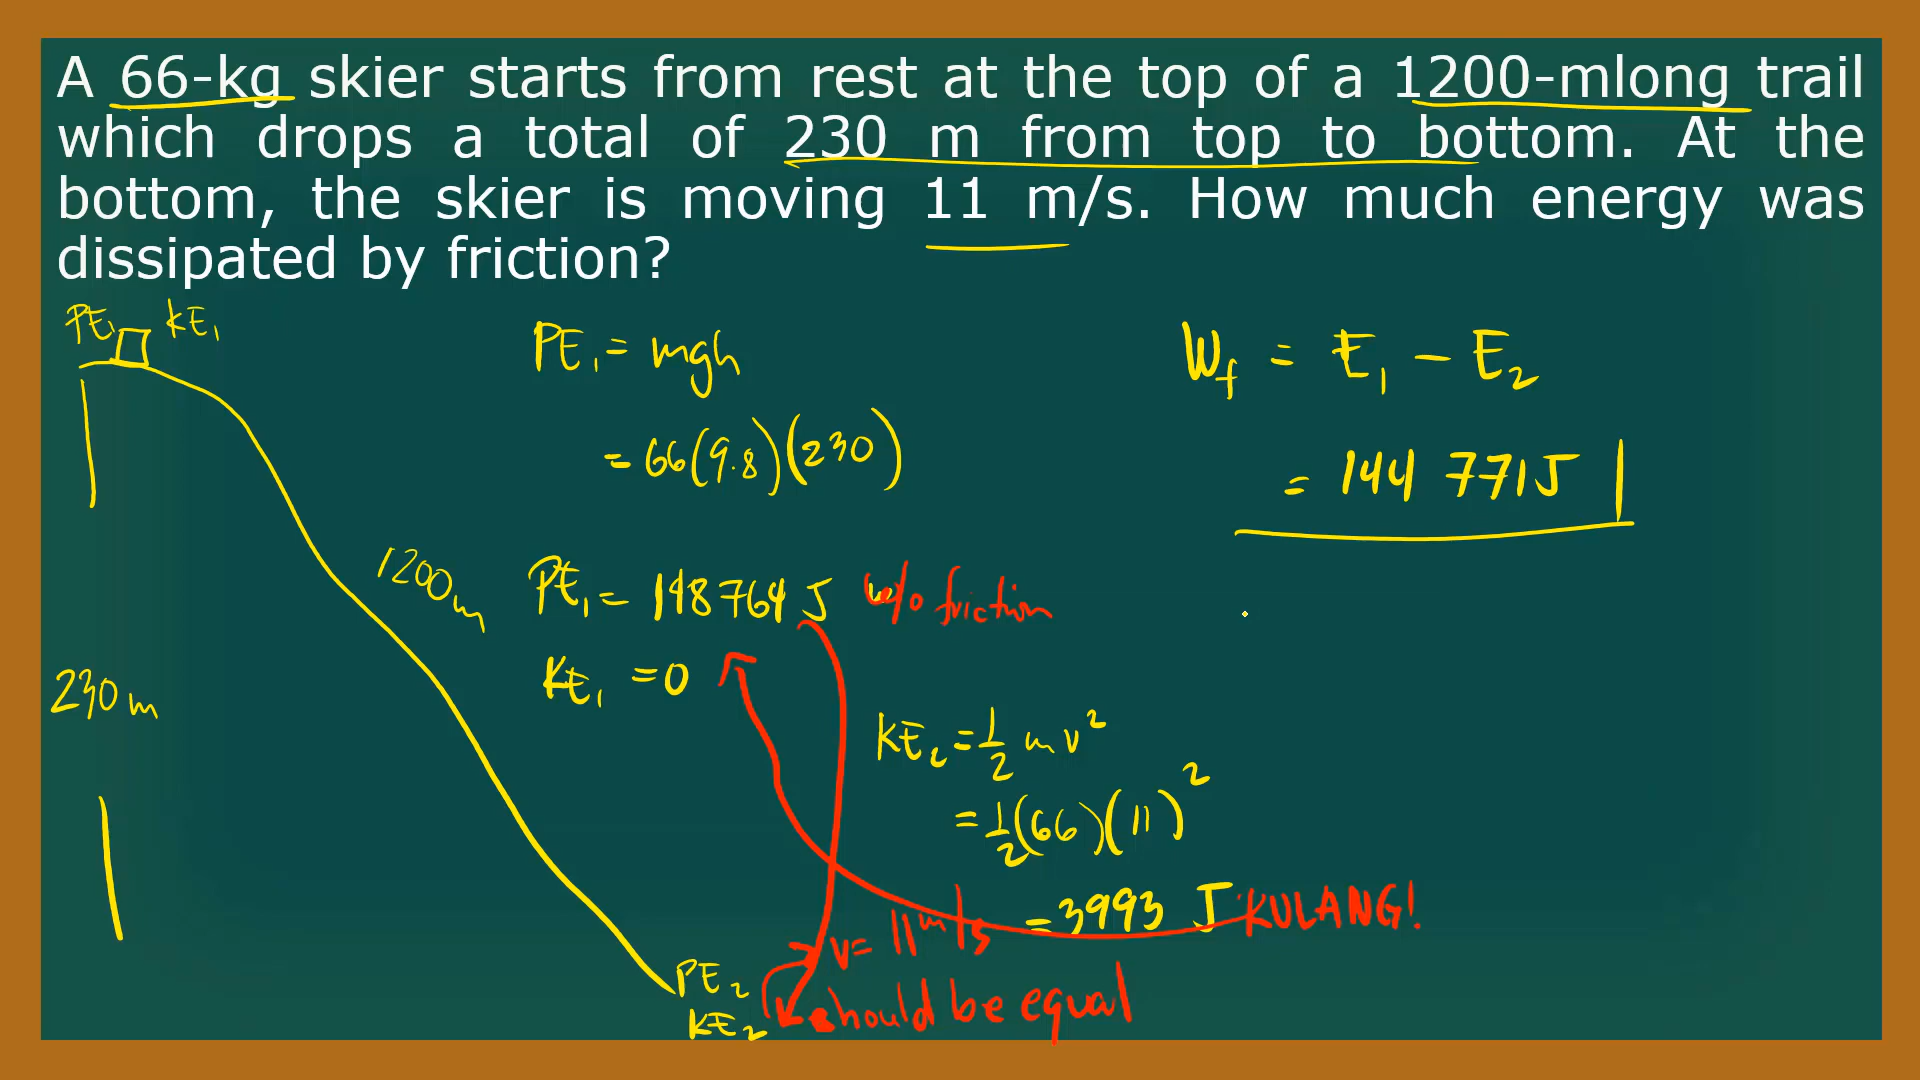 A 66-kg skier starts from rest at the top of a 1200-mlong trail
which drops a total of 230 m from top to bottom. At the
bottom, the skier is moving 11 m/s. How much energy was
dissipated by friction?
PE₁ KE₁
230 m
1200 m
PE₂
KE₂
PE₁ = mgh
= 66(9.8)(230)
PE₁ = 148764 J w/o friction
KE₁ = 0
KE₂ = 1/2 mv²
= 1/2(66)(11)²
= 3993 J KULANG!
v = 11 m/s
should be equal
Wf = E₁ − E₂
= 144 771J